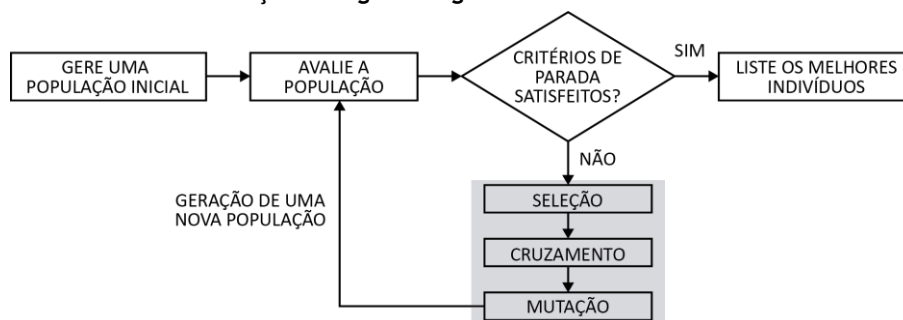 GERE UMA
POPULAÇÃO INICIAL
AVALIE A
POPULAÇÃO
CRITÉRIOS DE
PARADA
SATISFEITOS?
SIM
LISTE OS MELHORES
INDIVÍDUOS
NÃO
SELEÇÃO
CRUZAMENTO
MUTAÇÃO
GERAÇÃO DE UMA
NOVA POPULAÇÃO